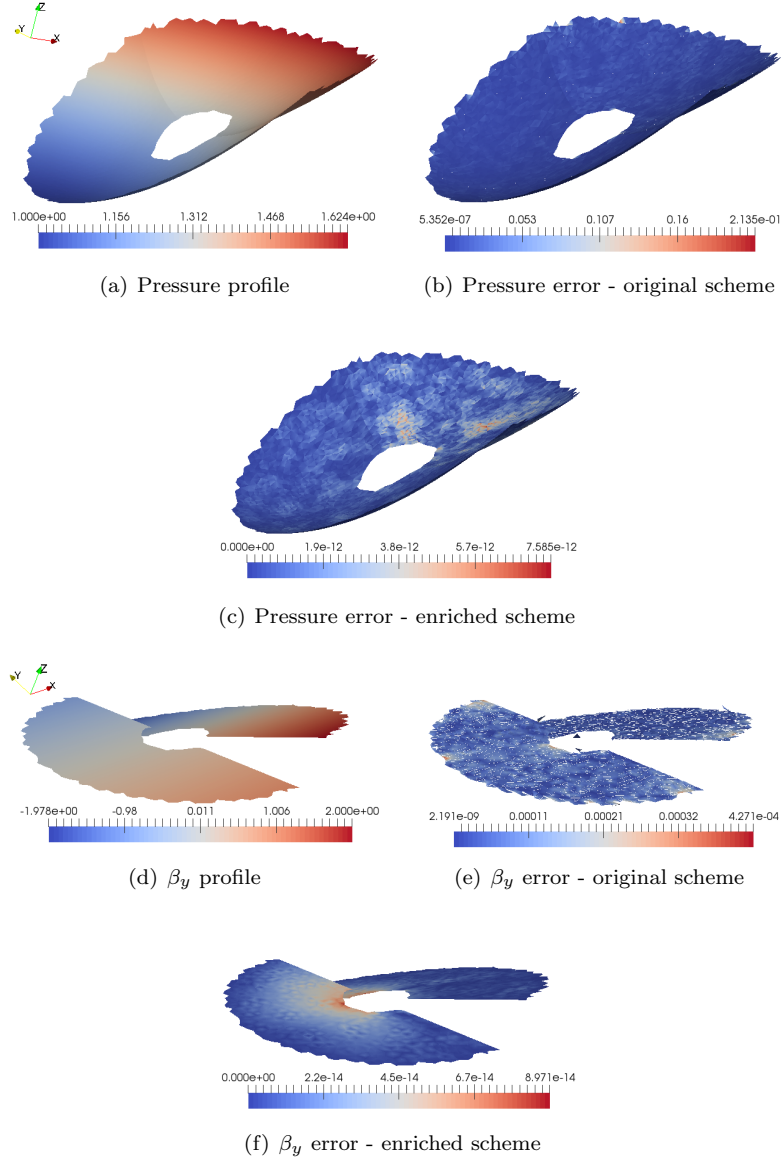 Z
Y
X
1.000e+00 1.156 1.312 1.468 1.624e+00
5.352e-07 0.053 0.107 0.16 2.135e-01
(a) Pressure profile
(b) Pressure error - original scheme
0.000e+00 1.9e-12 3.8e-12 5.7e-12 7.585e-12
(c) Pressure error - enriched scheme
Z
Y
X
-1.978e+00 -0.98 0.011 1.006 2.000e+00
2.191e-09 0.00011 0.00021 0.00032 4.271e-04
(d) βy profile
(e) βy error - original scheme
0.000e+00 2.2e-14 4.5e-14 6.7e-14 8.971e-14
(f) βy error - enriched scheme